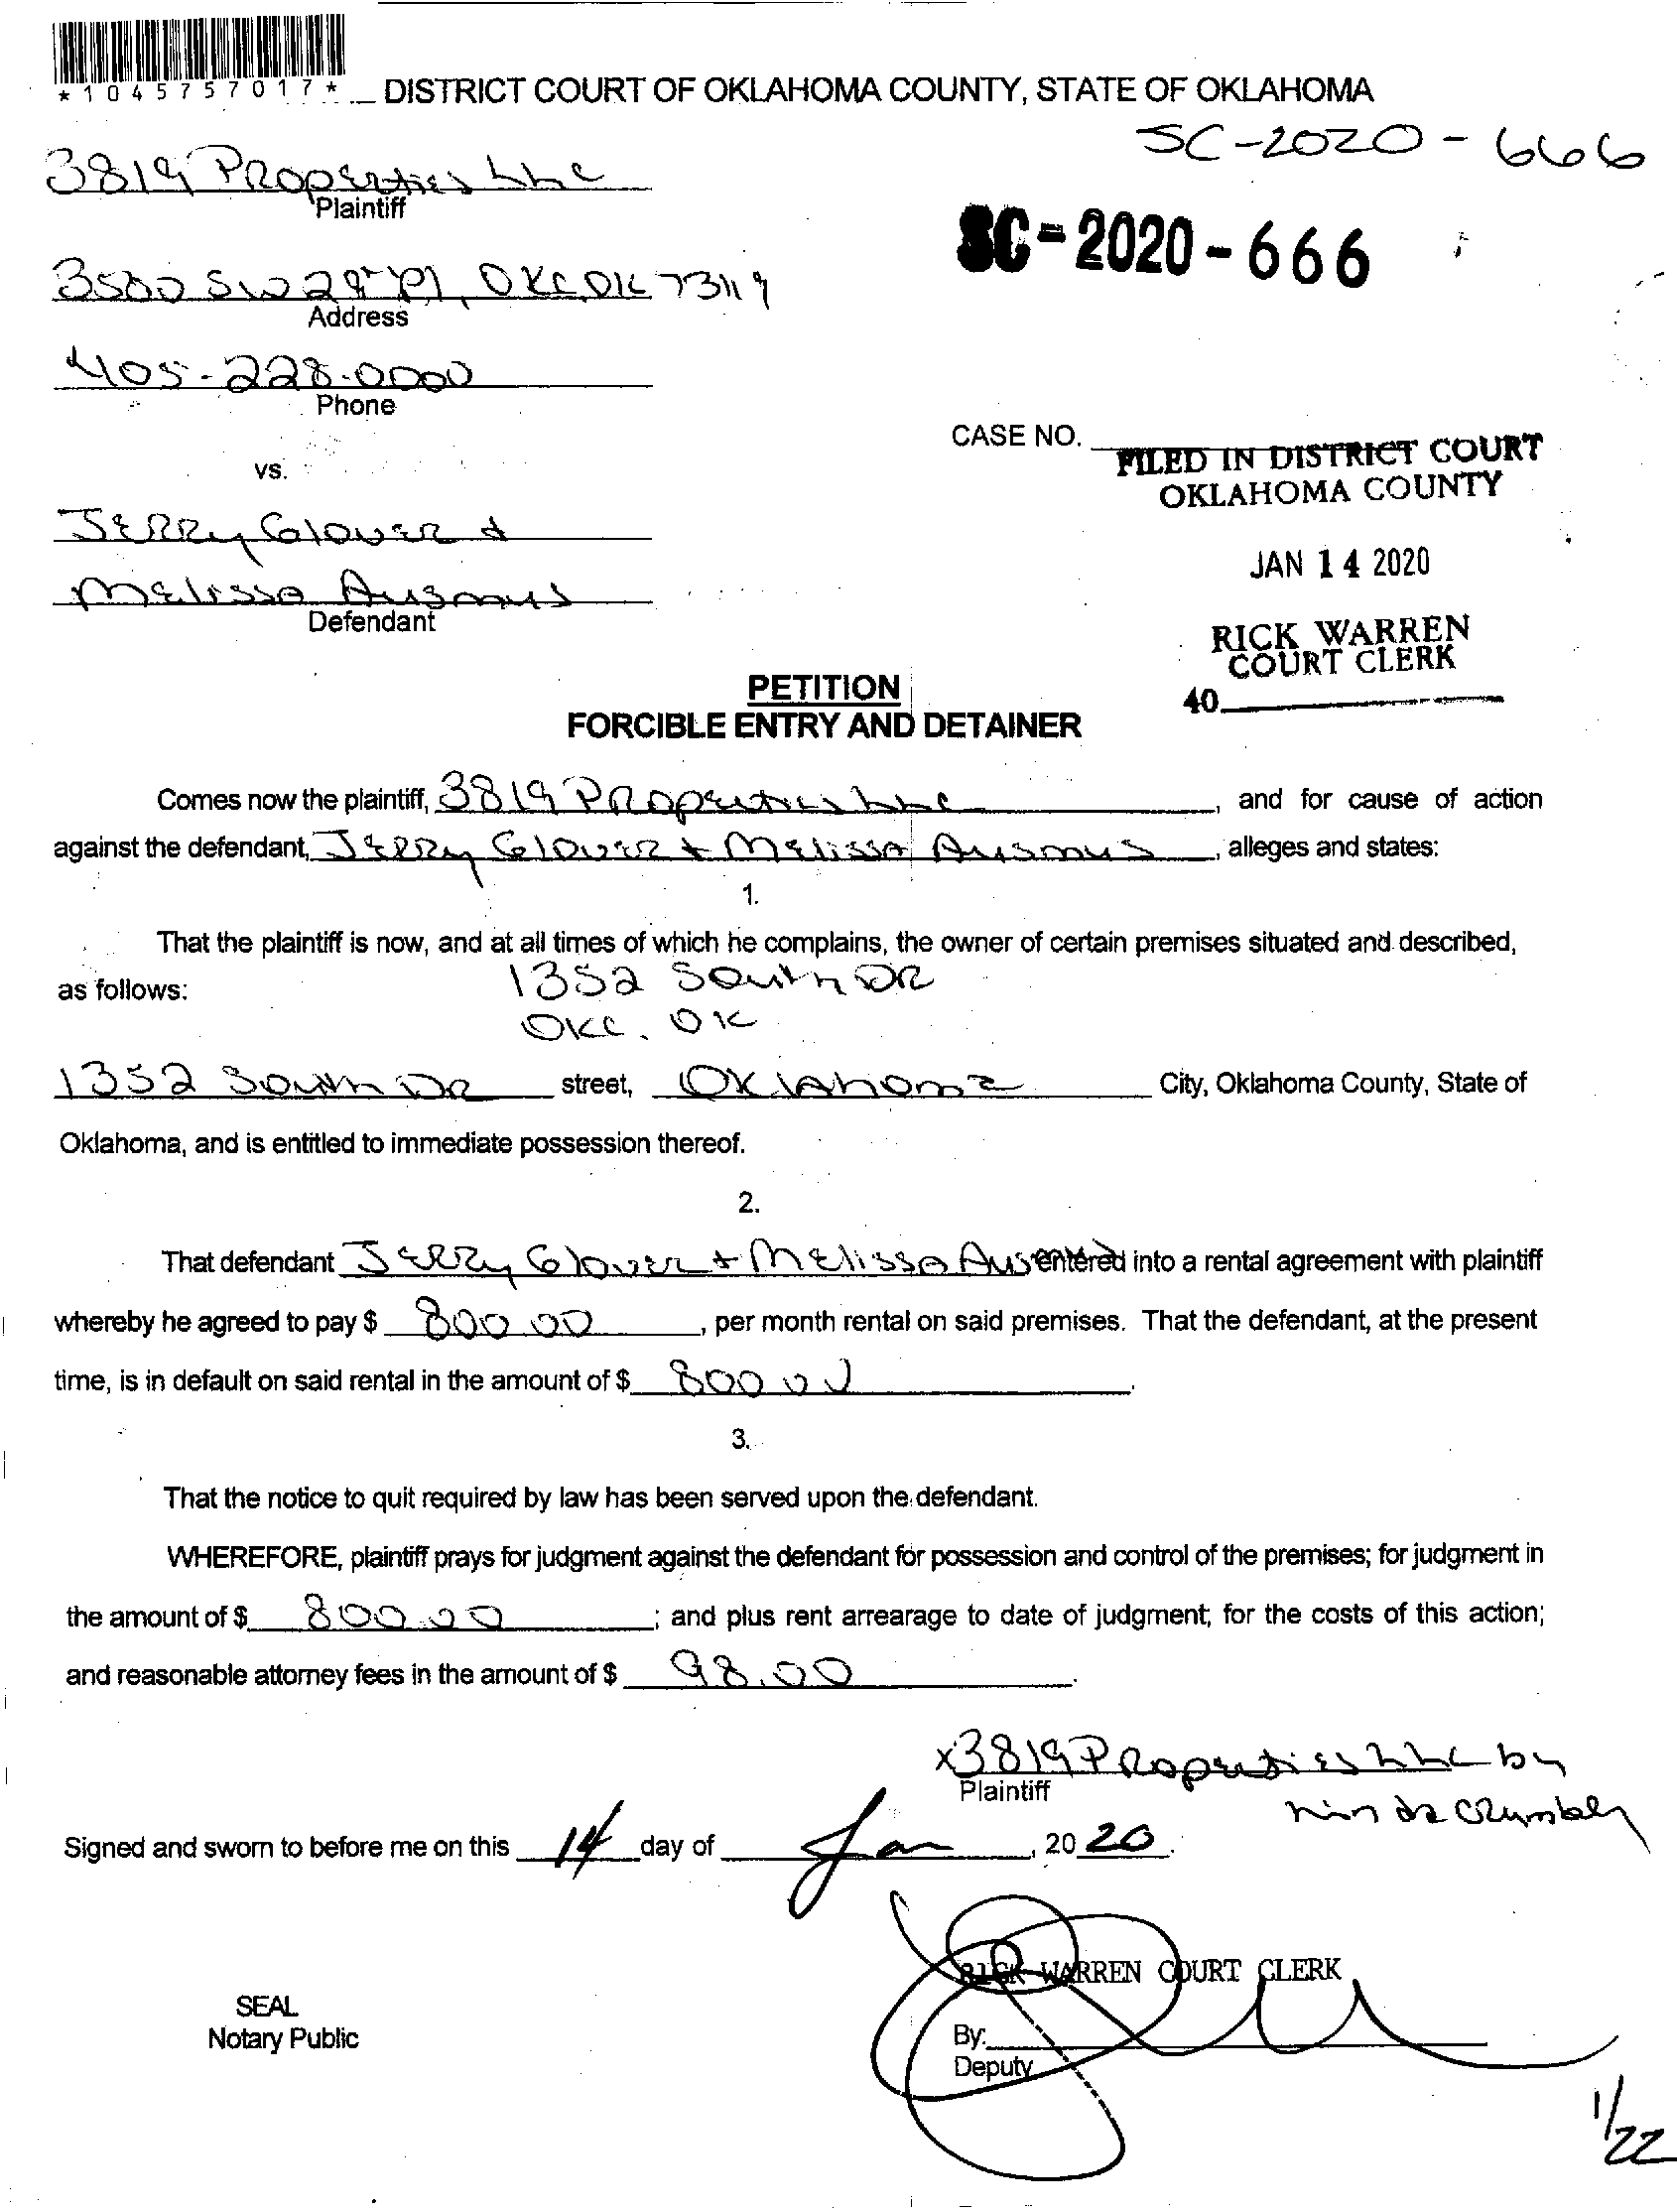 *1045757017*
DISTRICT COURT OF OKLAHOMA COUNTY, STATE OF OKLAHOMA
SC-2020-666
3819 Properties LLC
Plaintiff
SC-2020-666
3500 SW 29th Pl, OKC, OK 73119
Address
405-228-0000
Phone
CASE NO.
FILED IN DISTRICT COURT
OKLAHOMA COUNTY
vs.
Jerry Glover &
JAN 14 2020
Melissa Ausmus
Defendant
RICK WARREN
COURT CLERK
40
PETITION
FORCIBLE ENTRY AND DETAINER
Comes now the plaintiff, 3819 Properties LLC, and for cause of action
against the defendant, Jerry Glover + Melissa Ausmus, alleges and states:
1.
That the plaintiff is now, and at all times of which he complains, the owner of certain premises situated and described,
as follows: 1352 South DR
OKC, OK
1352 South DR street, Oklahoma City, Oklahoma County, State of
Oklahoma, and is entitled to immediate possession thereof.
2.
That defendant Jerry Glover + Melissa Aus entered into a rental agreement with plaintiff
whereby he agreed to pay $ 800.00, per month rental on said premises. That the defendant, at the present
time, is in default on said rental in the amount of $ 800.00.
3.
That the notice to quit required by law has been served upon the defendant.
WHEREFORE, plaintiff prays for judgment against the defendant for possession and control of the premises; for judgment in
the amount of $ 800.00; and plus rent arrearage to date of judgment; for the costs of this action;
and reasonable attorney fees in the amount of $ 98.00.
x3819 Properties LLC by
Plaintiff
Linda Crumbley
Signed and sworn to before me on this 14 day of Jan, 2020.
RICK WARREN COURT CLERK
SEAL
Notary Public
By:
Deputy
1/22